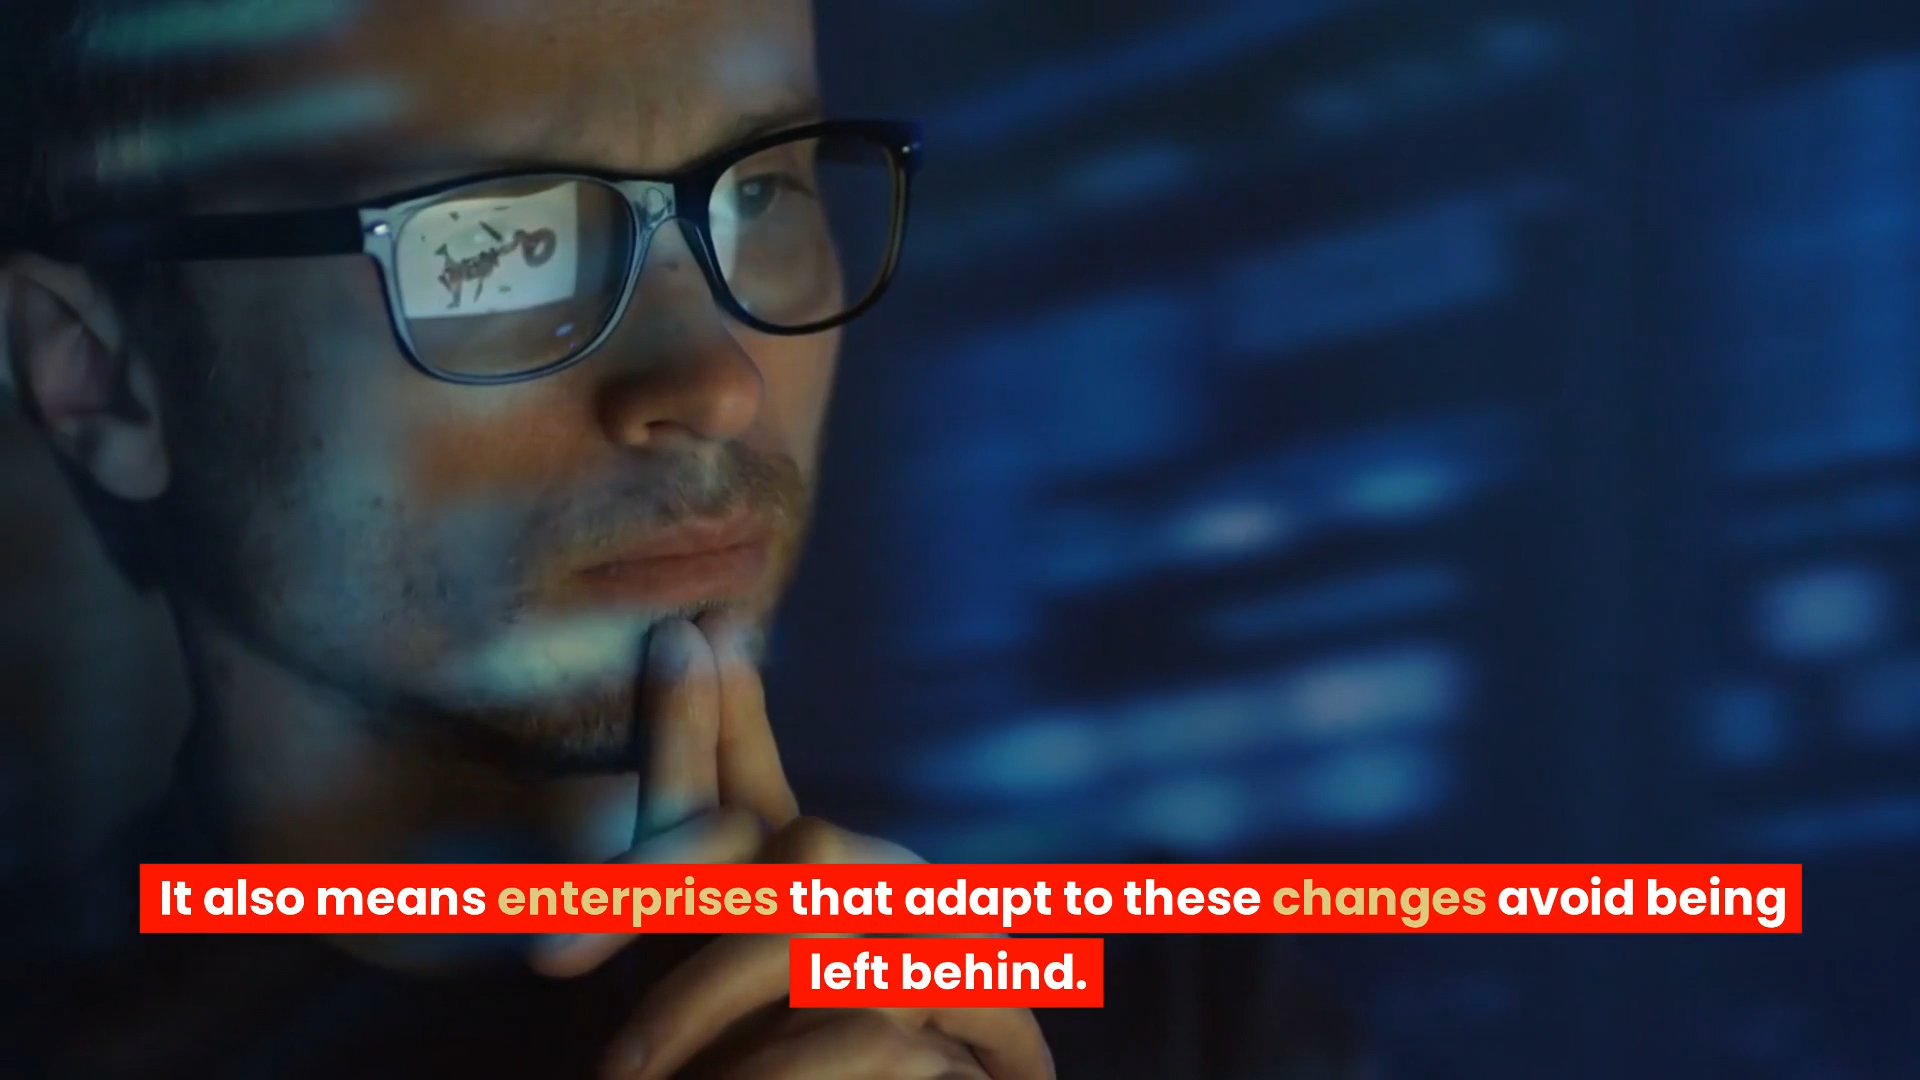 It also means enterprises that adapt to these changes avoid being
left behind.